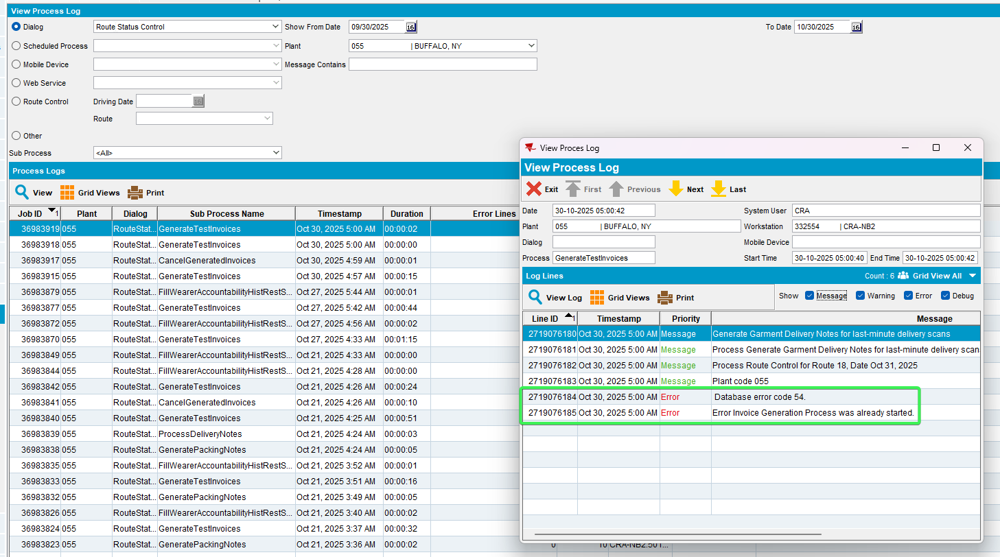 View Process Log
Dialog Route Status Control Show From Date 09/30/2025 16 To Date 10/30/2025 16
Scheduled Process Plant 055 | BUFFALO, NY
Mobile Device Message Contains
Web Service
Route Control Driving Date 16
Route
Other
Sub Process <All>
Process Logs
View Grid Views Print
Job ID 1 Plant Dialog Sub Process Name Timestamp Duration Error Lines
36983919 055 RouteStat... GenerateTestInvoices Oct 30, 2025 5:00 AM 00:00:02
36983918 055 RouteStat... GenerateTestInvoices Oct 30, 2025 5:00 AM 00:00:00
36983917 055 RouteStat... CancelGeneratedInvoices Oct 30, 2025 4:59 AM 00:00:01
36983915 055 RouteStat... GenerateTestInvoices Oct 30, 2025 4:57 AM 00:00:15
36983879 055 RouteStat... FillWearerAccountabilityHistRestS... Oct 27, 2025 5:44 AM 00:00:01
36983877 055 RouteStat... GenerateTestInvoices Oct 27, 2025 5:42 AM 00:00:44
36983872 055 RouteStat... FillWearerAccountabilityHistRestS... Oct 27, 2025 4:56 AM 00:00:02
36983870 055 RouteStat... GenerateTestInvoices Oct 27, 2025 4:33 AM 00:01:15
36983849 055 RouteStat... FillWearerAccountabilityHistRestS... Oct 21, 2025 4:33 AM 00:00:00
36983844 055 RouteStat... FillWearerAccountabilityHistRestS... Oct 21, 2025 4:28 AM 00:00:00
36983842 055 RouteStat... GenerateTestInvoices Oct 21, 2025 4:26 AM 00:00:24
36983841 055 RouteStat... CancelGeneratedInvoices Oct 21, 2025 4:26 AM 00:00:10
36983840 055 RouteStat... GenerateTestInvoices Oct 21, 2025 4:25 AM 00:00:51
36983839 055 RouteStat... ProcessDeliveryNotes Oct 21, 2025 4:24 AM 00:00:03
36983838 055 RouteStat... GeneratePackingNotes Oct 21, 2025 4:24 AM 00:00:05
36983835 055 RouteStat... FillWearerAccountabilityHistRestS... Oct 21, 2025 3:52 AM 00:00:01
36983833 055 RouteStat... GenerateTestInvoices Oct 21, 2025 3:51 AM 00:00:16
36983832 055 RouteStat... GeneratePackingNotes Oct 21, 2025 3:49 AM 00:00:05
36983826 055 RouteStat... FillWearerAccountabilityHistRestS... Oct 21, 2025 3:40 AM 00:00:02
36983824 055 RouteStat... GenerateTestInvoices Oct 21, 2025 3:37 AM 00:00:32
36983823 055 RouteStat... GeneratePackingNotes Oct 21, 2025 3:36 AM 00:00:02 0 10 CRA-NB2:501...
View Proces Log
View Process Log
Exit First Previous Next Last
Date 30-10-2025 05:00:42 System User CRA
Plant 055 | BUFFALO, NY Workstation 332554 | CRA-NB2
Dialog Mobile Device
Process GenerateTestInvoices Start Time 30-10-2025 05:00:40 End Time 30-10-2025 05:00:42
Log Lines Count : 6 Grid View All
View Log Grid Views Print Show Message Warning Error Debug
Line ID 1 Timestamp Priority Message
2719076180 Oct 30, 2025 5:00 AM Message Generate Garment Delivery Notes for last-minute delivery scans
2719076181 Oct 30, 2025 5:00 AM Message Process Generate Garment Delivery Notes for last-minute delivery scan
2719076182 Oct 30, 2025 5:00 AM Message Process Route Control for Route 18, Date Oct 31, 2025
2719076183 Oct 30, 2025 5:00 AM Message Plant code 055
2719076184 Oct 30, 2025 5:00 AM Error Database error code 54.
2719076185 Oct 30, 2025 5:00 AM Error Error Invoice Generation Process was already started.